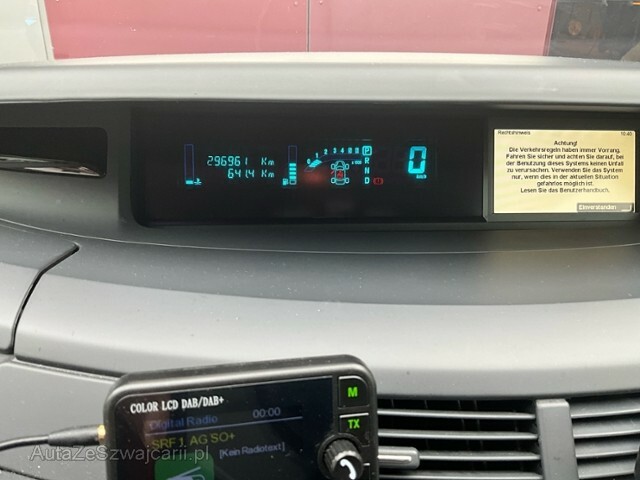 296961 Km
641.4 Km
0 1 2 3 4 5 6
x 1000
P
R
N
D
0
km/h
Rechtshinweis 10:40
Achtung!
Die Verkehrsregeln haben immer Vorrang.
Fahren Sie sicher und achten Sie darauf, bei
der Benutzung dieses Systems keinen Unfall
zu verursachen. Verwenden Sie das System
nur, wenn dies in der aktuellen Situation
gefahrlos möglich ist.
Lesen Sie das Benutzerhandbuch.
Einverstanden
COLOR LCD DAB/DAB+
M
Digital Radio 00:00
TX
SRF 1 AG SO+
[Kein Radiotext]
AutaZeSzwajcarii.pl